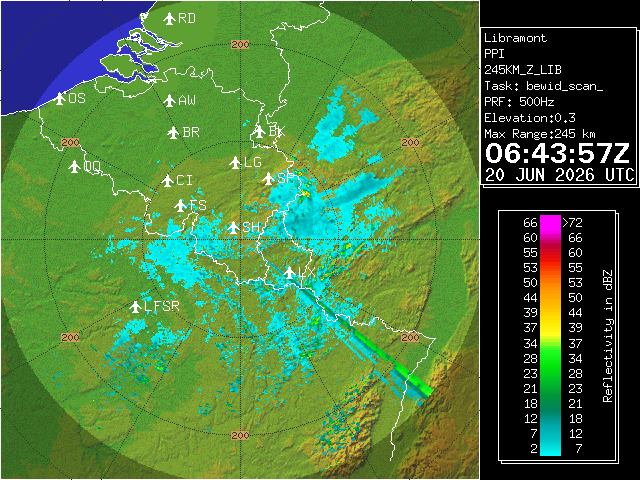 RD
200
OS
AW
BR
BK
200
200
QQ
LG
CI
FS
SH
LX
LFSR
200
200
200
Libramont
PPI
245KM_Z_LIB
Task: bewid_scan_
PRF: 500Hz
Elevation:0.3
Max Range:245 km
06:43:57Z
20 JUN 2026 UTC
66 >72
60 66
55 60
53 55
50 53
44 50
39 44
37 39
34 37
28 34
23 28
21 23
18 21
12 18
7 12
2 7
Reflectivity in dBZ